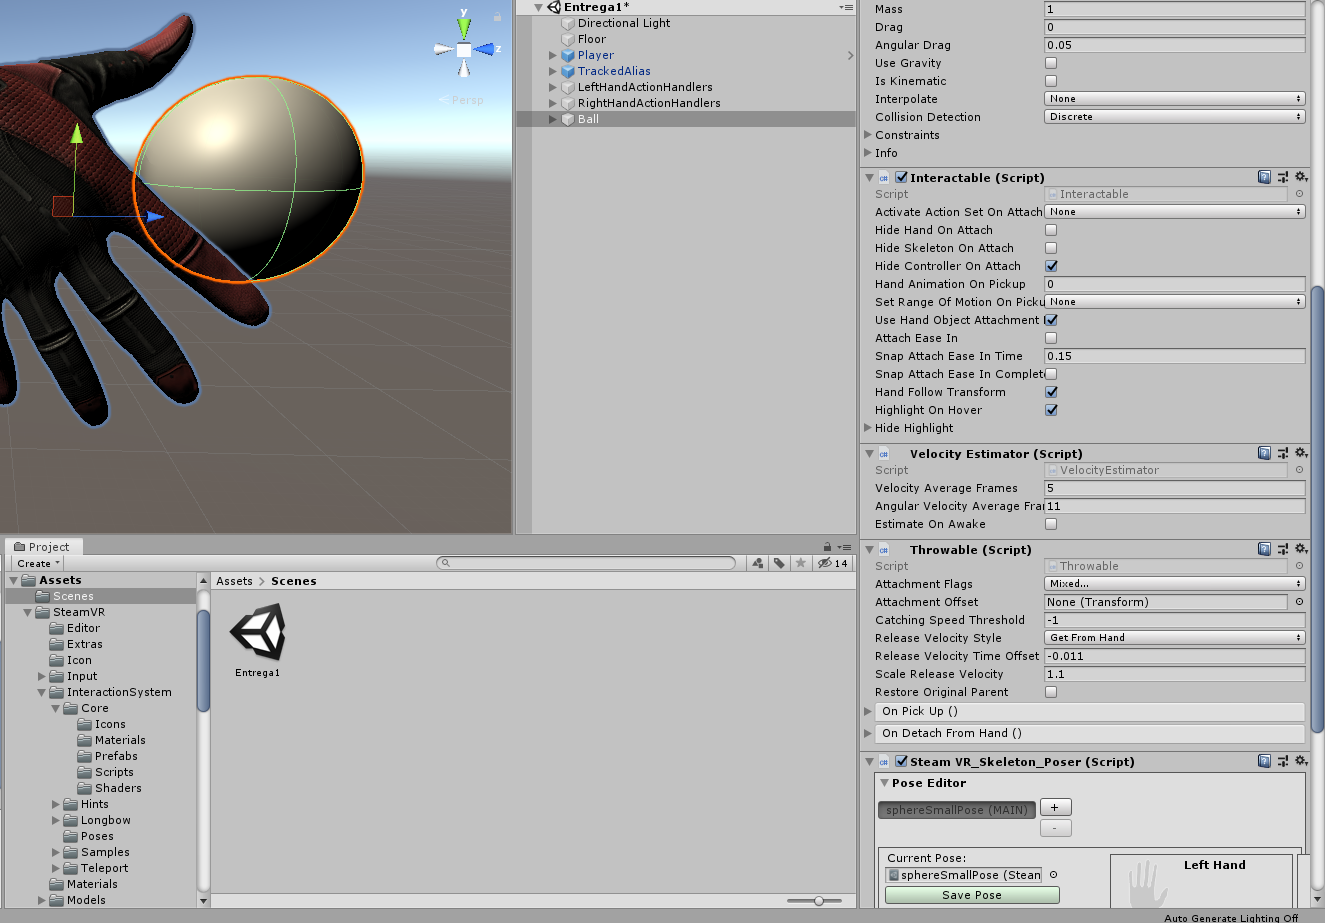 y
z
Persp
Entrega1*
Directional Light
Floor
Player
TrackedAlias
LeftHandActionHandlers
RightHandActionHandlers
Ball
Mass 1
Drag 0
Angular Drag 0.05
Use Gravity
Is Kinematic
Interpolate None
Collision Detection Discrete
Constraints
Info
Interactable (Script)
Script Interactable
Activate Action Set On Attach None
Hide Hand On Attach
Hide Skeleton On Attach
Hide Controller On Attach
Hand Animation On Pickup 0
Set Range Of Motion On Picku None
Use Hand Object Attachment
Attach Ease In
Snap Attach Ease In Time 0.15
Snap Attach Ease In Complet
Hand Follow Transform
Highlight On Hover
Hide Highlight
Velocity Estimator (Script)
Script VelocityEstimator
Velocity Average Frames 5
Angular Velocity Average Fra 11
Estimate On Awake
Throwable (Script)
Script Throwable
Attachment Flags Mixed...
Attachment Offset None (Transform)
Catching Speed Threshold -1
Release Velocity Style Get From Hand
Release Velocity Time Offset -0.011
Scale Release Velocity 1.1
Restore Original Parent
On Pick Up ()
On Detach From Hand ()
Steam VR_Skeleton_Poser (Script)
Pose Editor
sphereSmallPose (MAIN)
+
-
Current Pose:
sphereSmallPose (Stean
Save Pose
Left Hand
Project
Create
14
Assets
Scenes
SteamVR
Editor
Extras
Icon
Input
InteractionSystem
Core
Icons
Materials
Prefabs
Scripts
Shaders
Hints
Longbow
Poses
Samples
Teleport
Materials
Models
Assets > Scenes
Entrega1
Auto Generate Lighting Off